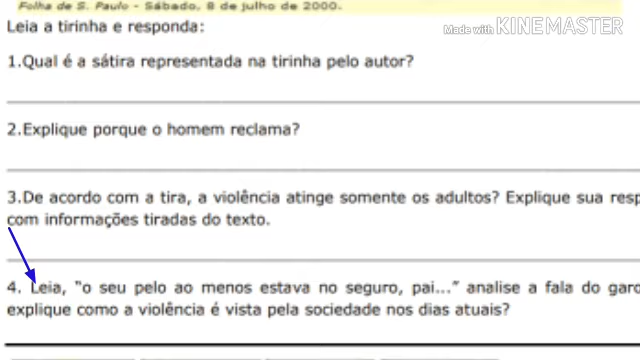 Folha de S. Paulo - Sábado, 8 de julho de 2000.
Made with KINEMASTER
Leia a tirinha e responda:
1.Qual é a sátira representada na tirinha pelo autor?
2.Explique porque o homem reclama?
3.De acordo com a tira, a violência atinge somente os adultos? Explique sua resp
com informações tiradas do texto.
4. Leia, "o seu pelo ao menos estava no seguro, pai..." analise a fala do garo
explique como a violência é vista pela sociedade nos dias atuais?